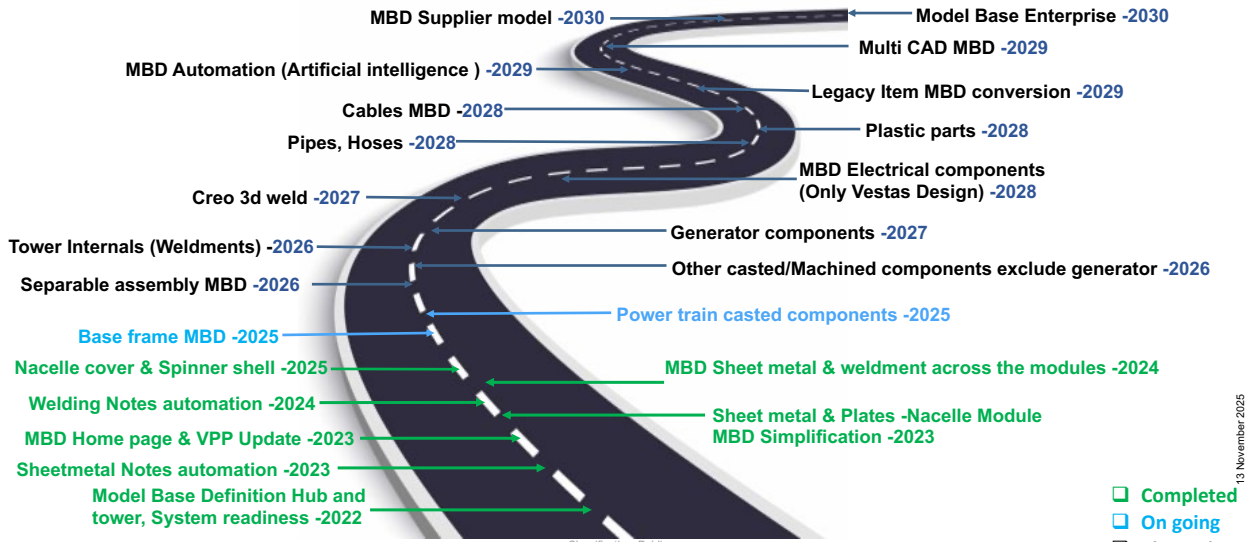 MBD Supplier model -2030
Model Base Enterprise -2030
Multi CAD MBD -2029
MBD Automation (Artificial intelligence ) -2029
Legacy Item MBD conversion -2029
Cables MBD -2028
Plastic parts -2028
Pipes, Hoses -2028
MBD Electrical components
(Only Vestas Design) -2028
Creo 3d weld -2027
Generator components -2027
Tower Internals (Weldments) -2026
Other casted/Machined components exclude generator -2026
Separable assembly MBD -2026
Power train casted components -2025
Base frame MBD -2025
Nacelle cover & Spinner shell -2025
MBD Sheet metal & weldment across the modules -2024
Welding Notes automation -2024
Sheet metal & Plates -Nacelle Module
MBD Simplification -2023
MBD Home page & VPP Update -2023
Sheetmetal Notes automation -2023
Model Base Definition Hub and
tower, System readiness -2022
13 November 2025
Completed
On going